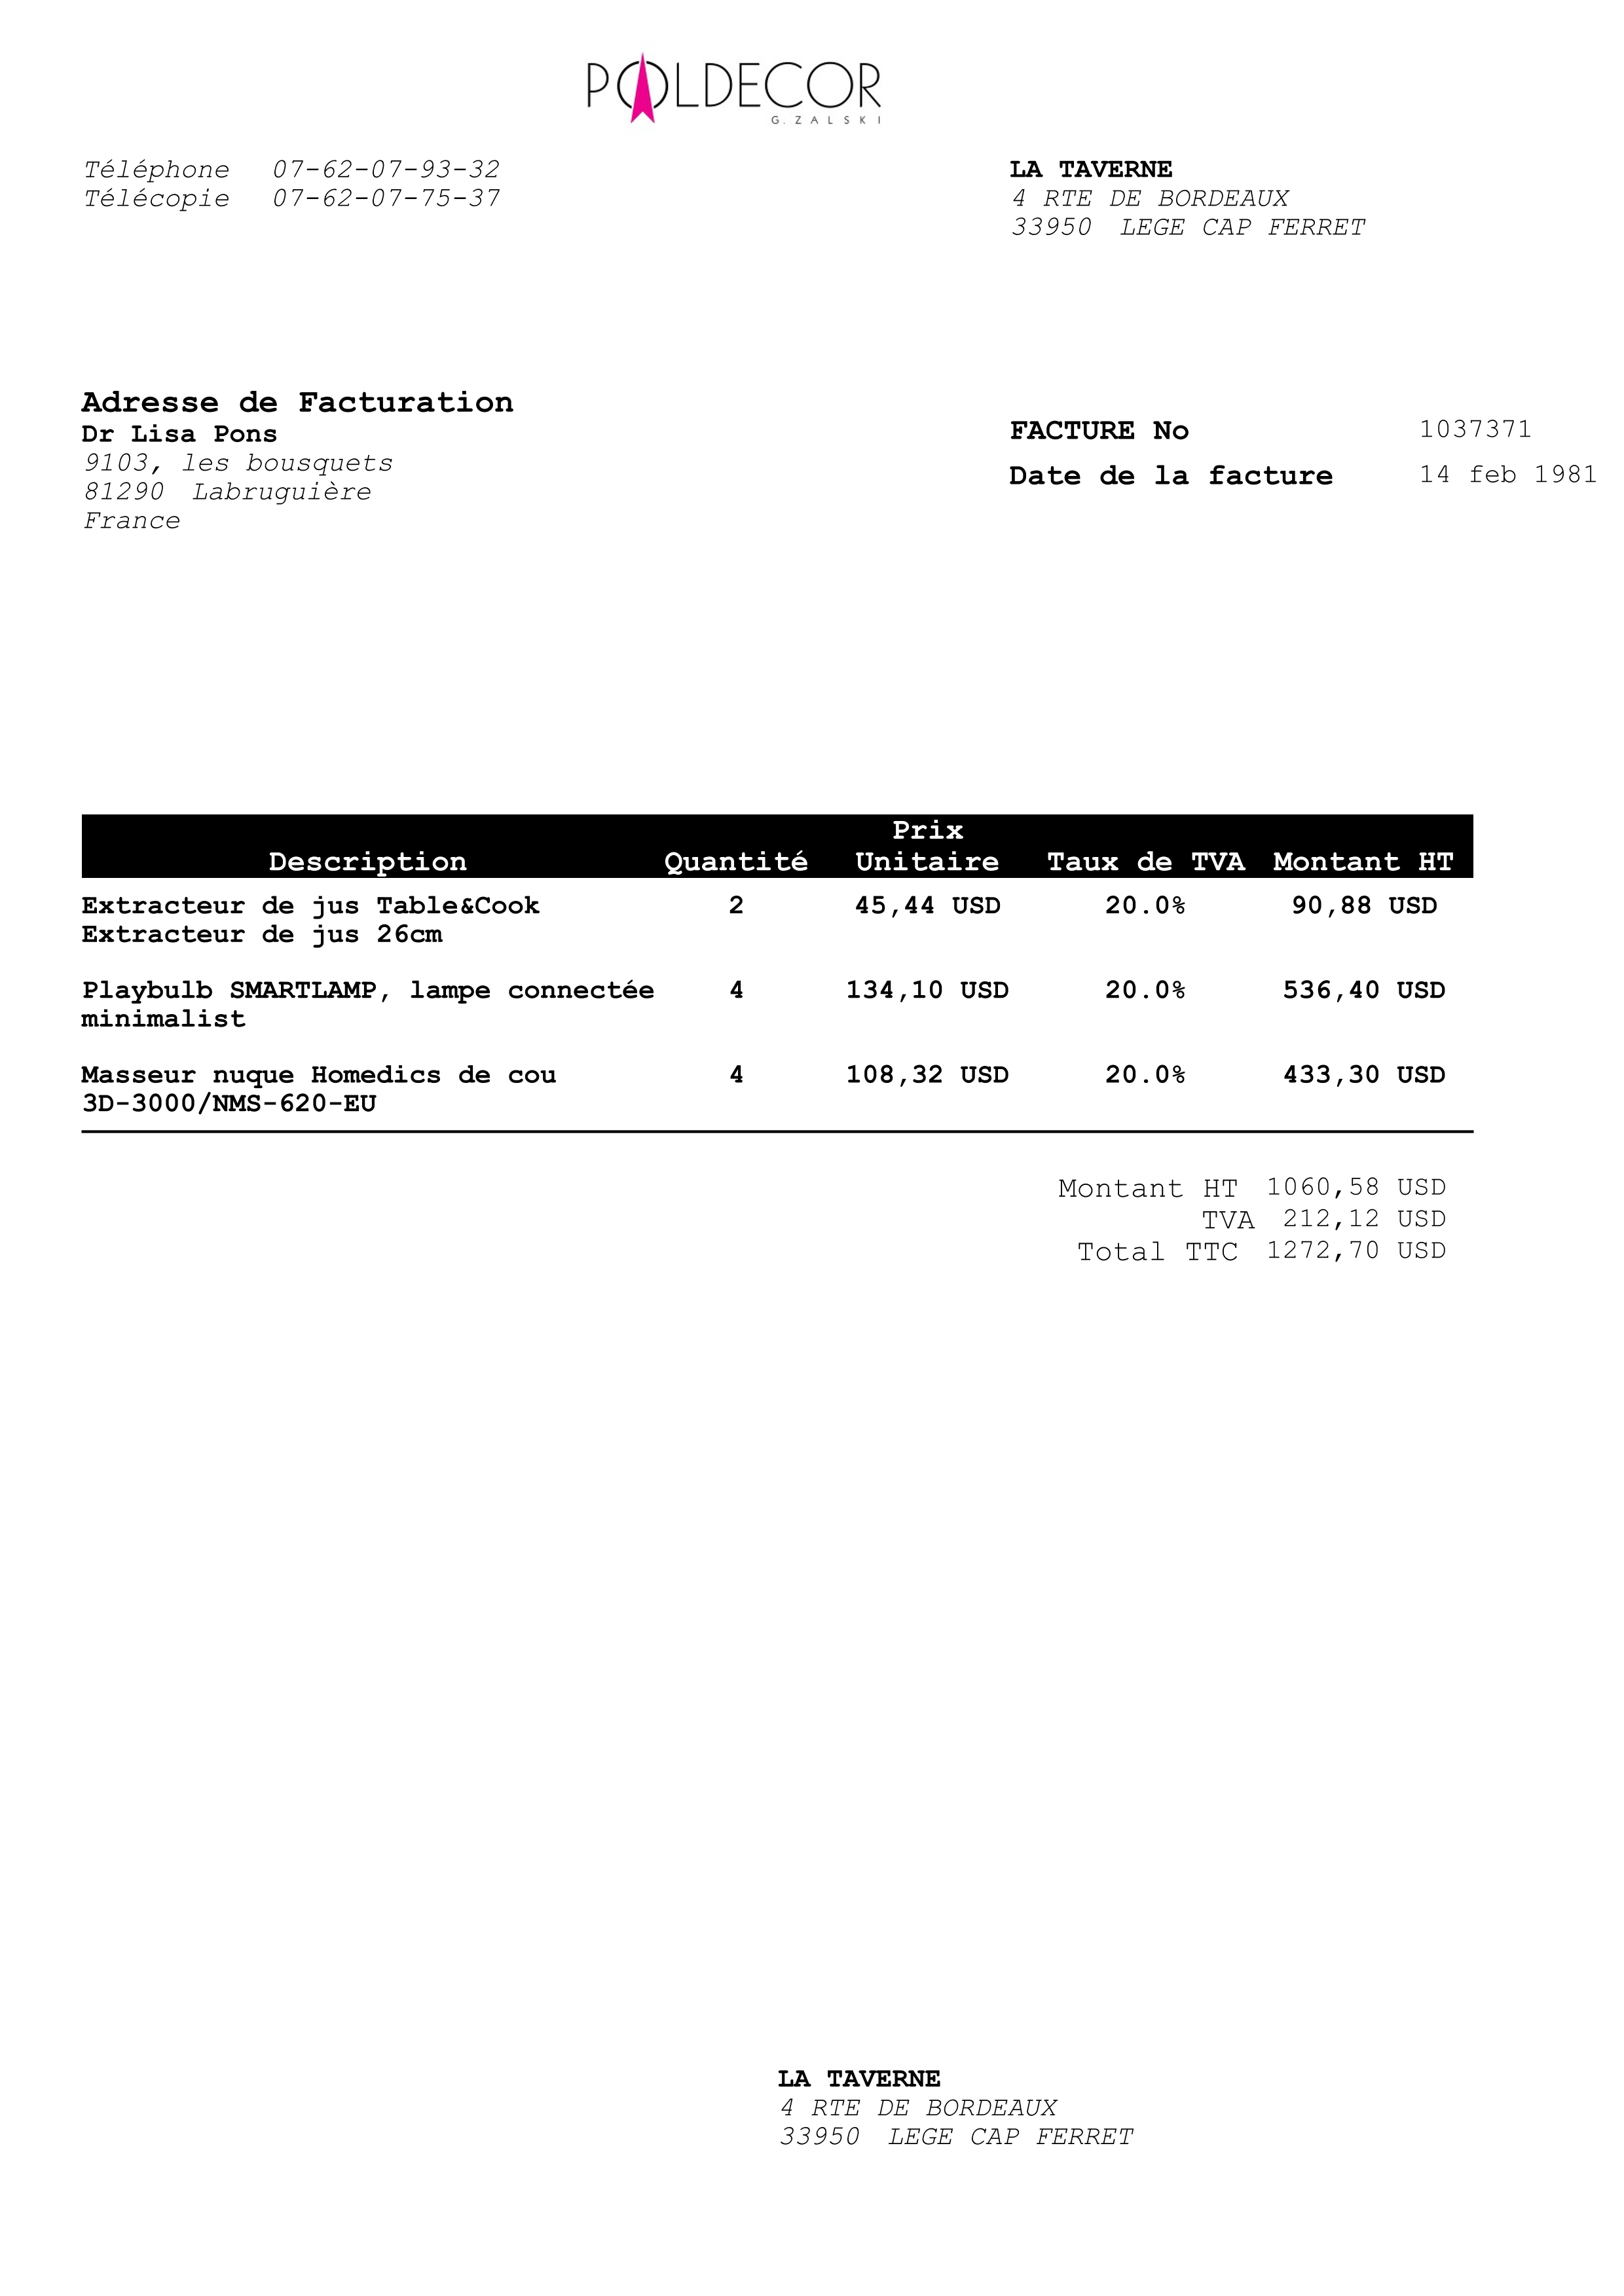 POLDECOR
G. ZALSKI
Téléphone 07-62-07-93-32
Télécopie 07-62-07-75-37
LA TAVERNE
4 RTE DE BORDEAUX
33950 LEGE CAP FERRET
Adresse de Facturation
Dr Lisa Pons
9103, les bousquets
81290 Labruguière
France
FACTURE No 1037371
Date de la facture 14 feb 1981
Description Quantité Prix Unitaire Taux de TVA Montant HT
Extracteur de jus Table&Cook 2 45,44 USD 20.0% 90,88 USD
Extracteur de jus 26cm
Playbulb SMARTLAMP, lampe connectée 4 134,10 USD 20.0% 536,40 USD
minimalist
Masseur nuque Homedics de cou 4 108,32 USD 20.0% 433,30 USD
3D-3000/NMS-620-EU
Montant HT 1060,58 USD
TVA 212,12 USD
Total TTC 1272,70 USD
LA TAVERNE
4 RTE DE BORDEAUX
33950 LEGE CAP FERRET